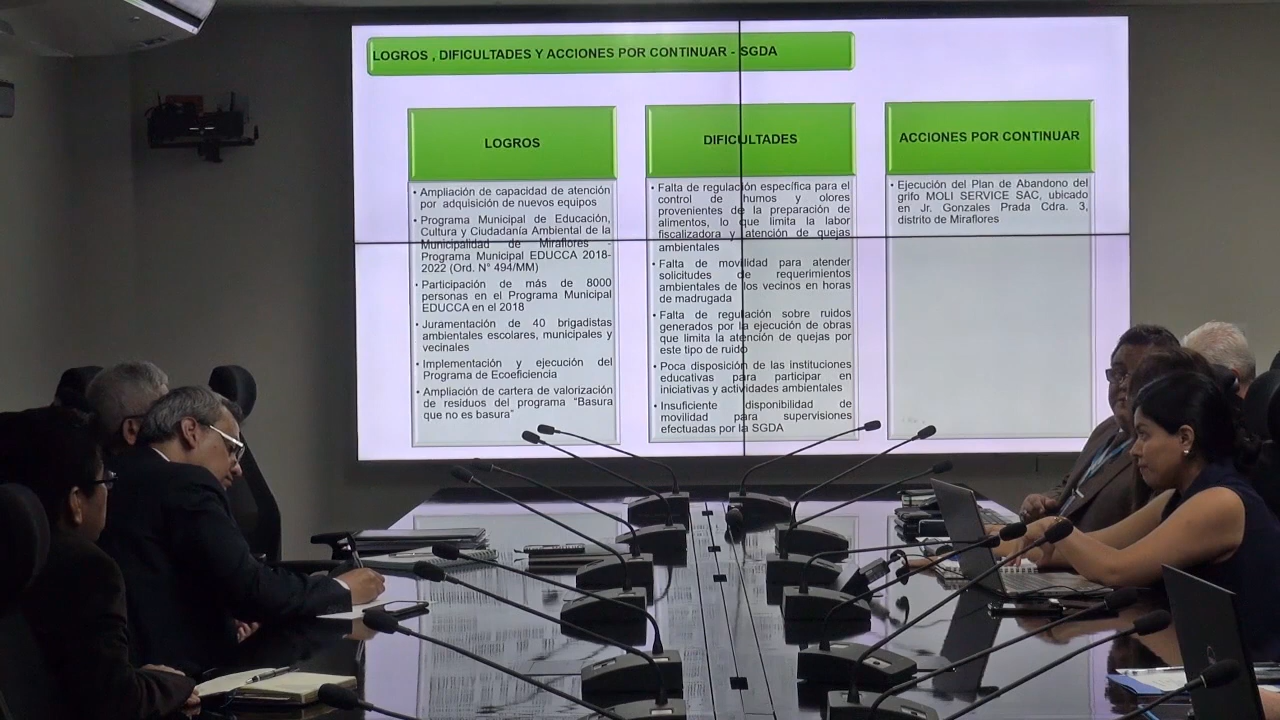 LOGROS , DIFICULTADES Y ACCIONES POR CONTINUAR - SGDA
LOGROS
• Ampliación de capacidad de atención
por adquisición de nuevos equipos
• Programa Municipal de Educación,
Cultura y Ciudadanía Ambiental de la
Municipalidad de Miraflores -
Programa Municipal EDUCCA 2018-
2022 (Ord. N° 494/MM)
• Participación de más de 8000
personas en el Programa Municipal
EDUCCA en el 2018
• Juramentación de 40 brigadistas
ambientales escolares, municipales y
vecinales
• Implementación y ejecución del
Programa de Ecoeficiencia
• Ampliación de cartera de valorización
de residuos del programa “Basura
que no es basura”
DIFICULTADES
• Falta de regulación específica para el
control de humos y olores
provenientes de la preparación de
alimentos, lo que limita la labor
fiscalizadora y atención de quejas
ambientales
• Falta de movilidad para atender
solicitudes de requerimientos
ambientales de los vecinos en horas
de madrugada
• Falta de regulación sobre ruidos
generados por la ejecución de obras
que limita la atención de quejas por
este tipo de ruido
• Poca disposición de las instituciones
educativas para participar en
iniciativas y actividades ambientales
• Insuficiente disponibilidad de
movilidad para supervisiones
efectuadas por la SGDA
ACCIONES POR CONTINUAR
• Ejecución del Plan de Abandono del
grifo MOLI SERVICE SAC, ubicado
en Jr. Gonzales Prada Cdra. 3,
distrito de Miraflores